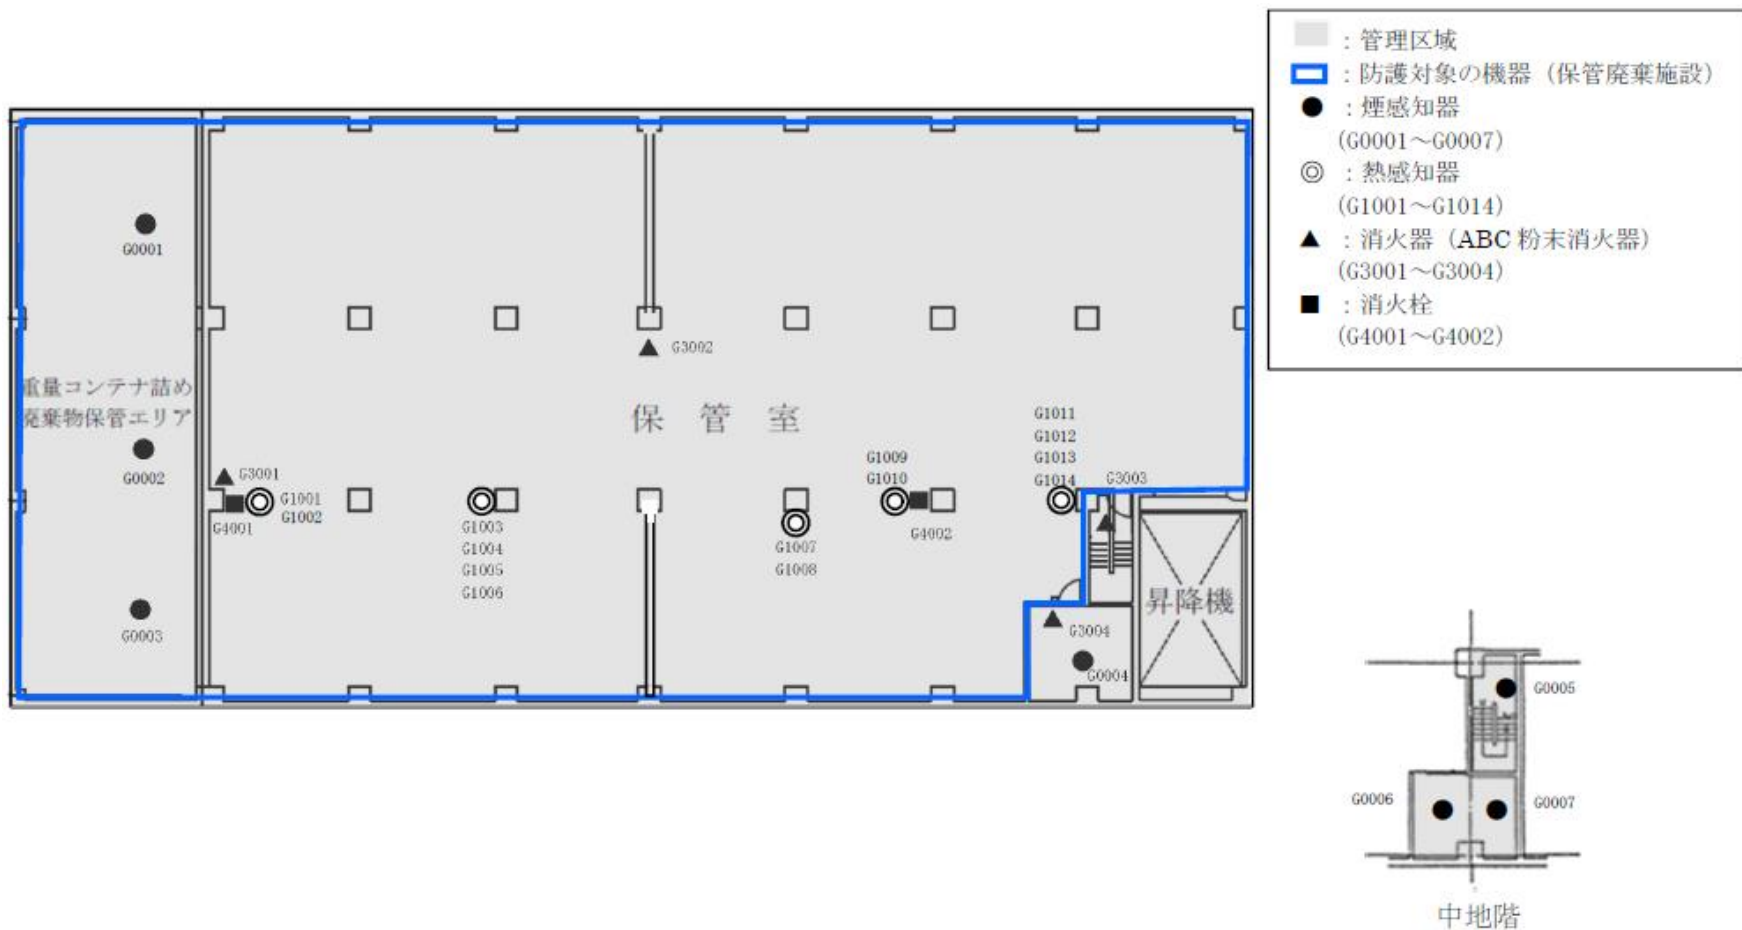 :管理区域
:防護対象の機器(保管廃棄施設)
:煙感知器
(G0001～G0007)
:熱感知器
(G1001～G1014)
:消火器(ABC 粉末消火器)
(G3001～G3004)
:消火栓
(G4001～G4002)
G0001
G3002
重量コンテナ詰め
廃棄物保管エリア
保管室
G0002
G3001
G4001
G1001
G1002
G1003
G1004
G1005
G1006
G1007
G1008
G1009
G1010
G4002
G1011
G1012
G1013
G1014
G3003
昇降機
G0003
G3004
G0004
G0005
G0006
G0007
中地階